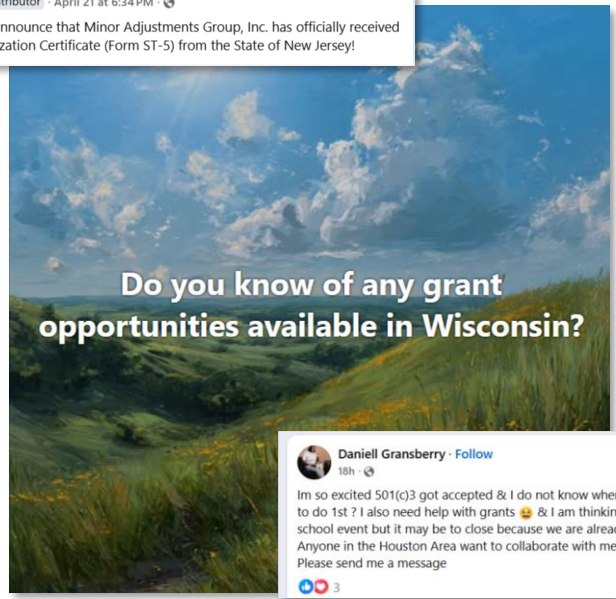 tributor · April 21 at 6:34 PM ·
nnounce that Minor Adjustments Group, Inc. has officially received
zation Certificate (Form ST-5) from the State of New Jersey!
Do you know of any grant
opportunities available in Wisconsin?
Daniell Gransberry · Follow
18h ·
Im so excited 501(c)3 got accepted & I do not know whe
to do 1st ? I also need help with grants 😆 & I am thinkin
school event but it may be to close because we are alrea
Anyone in the Houston Area want to collaborate with me
Please send me a message
3